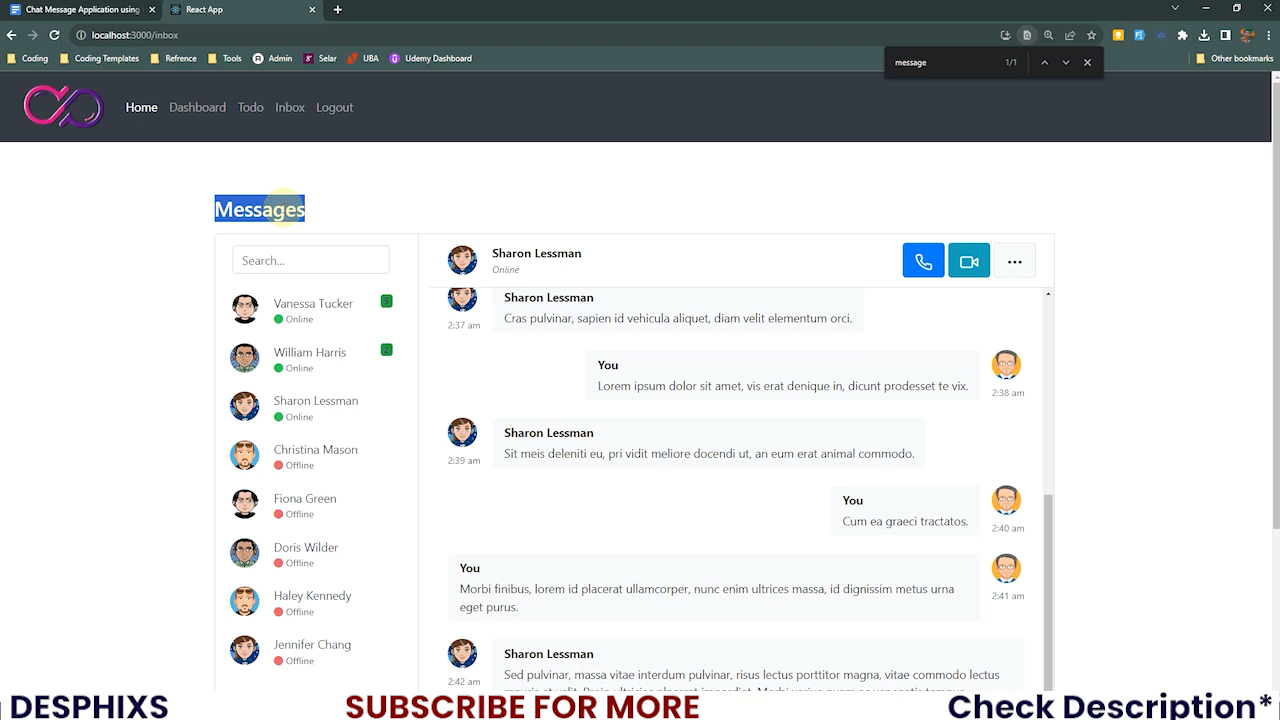 Chat Message Application using
React App
localhost:3000/inbox
Coding
Coding Templates
Refrence
Tools
Admin
Selar
UBA
Udemy Dashboard
Other bookmarks
message 1/1
Home Dashboard Todo Inbox Logout
Messages
Search...
Vanessa Tucker
5
Online
William Harris
2
Online
Sharon Lessman
Online
Christina Mason
Offline
Fiona Green
Offline
Doris Wilder
Offline
Haley Kennedy
Offline
Jennifer Chang
Offline
Sharon Lessman
Online
Sharon Lessman
Cras pulvinar, sapien id vehicula aliquet, diam velit elementum orci.
2:37 am
You
Lorem ipsum dolor sit amet, vis erat denique in, dicunt prodesset te vix.
2:38 am
Sharon Lessman
Sit meis deleniti eu, pri vidit meliore docendi ut, an eum erat animal commodo.
2:39 am
You
Cum ea graeci tractatos.
2:40 am
You
Morbi finibus, lorem id placerat ullamcorper, nunc enim ultrices massa, id dignissim metus urna
eget purus.
2:41 am
Sharon Lessman
Sed pulvinar, massa vitae interdum pulvinar, risus lectus porttitor magna, vitae commodo lectus
2:42 am
DESPHIXS
SUBSCRIBE FOR MORE
Check Description*